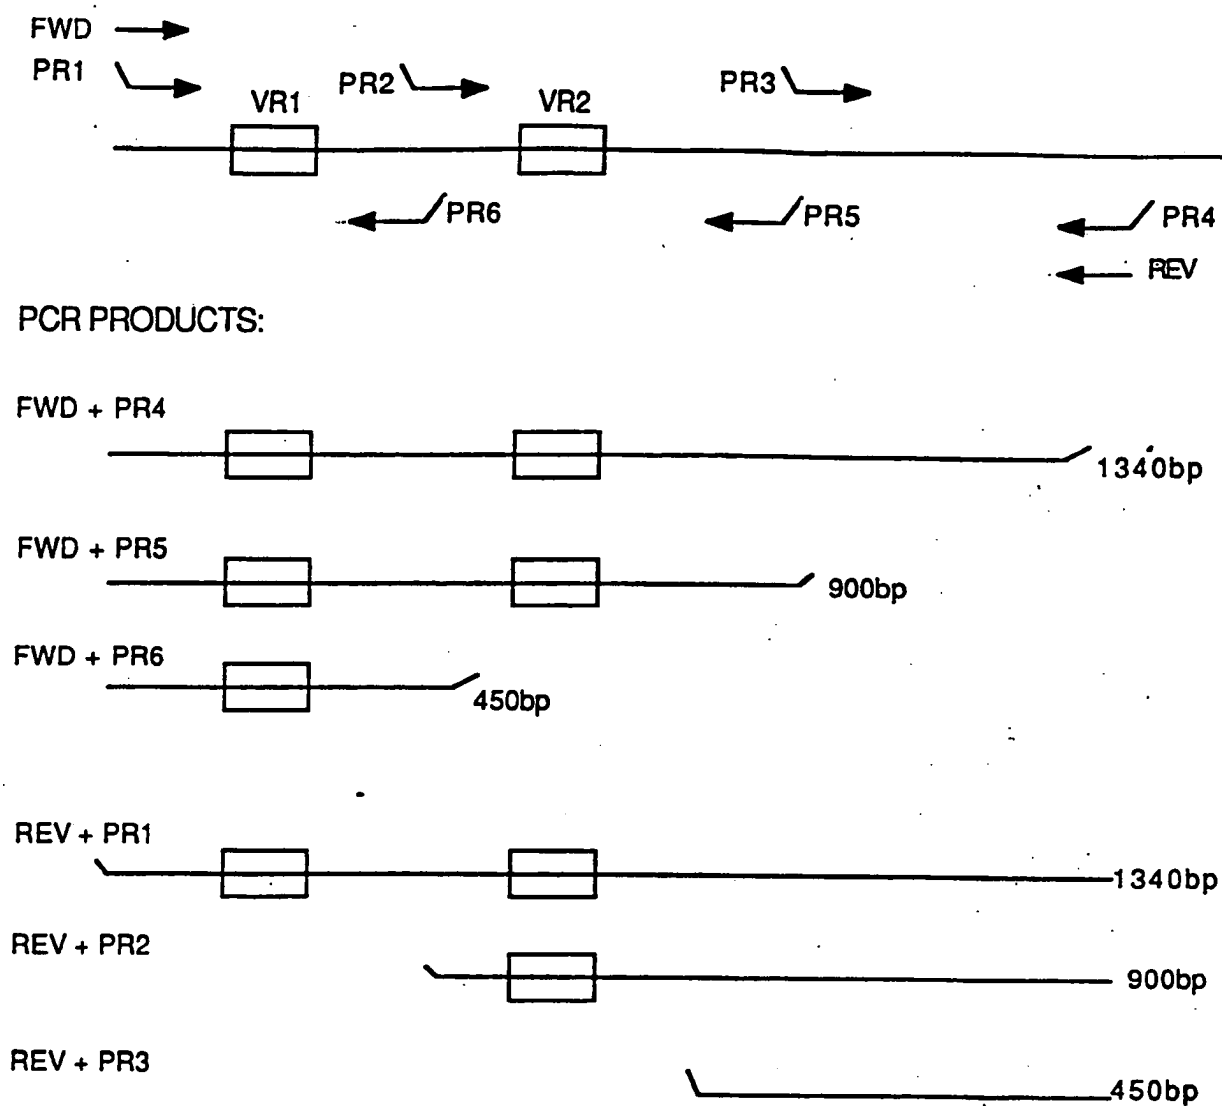 FWD
PR1
PR2
PR3
VR1
VR2
PR6
PR5
PR4
REV
PCR PRODUCTS:
FWD + PR4
1340bp
FWD + PR5
900bp
FWD + PR6
450bp
REV + PR1
1340bp
REV + PR2
900bp
REV + PR3
450bp